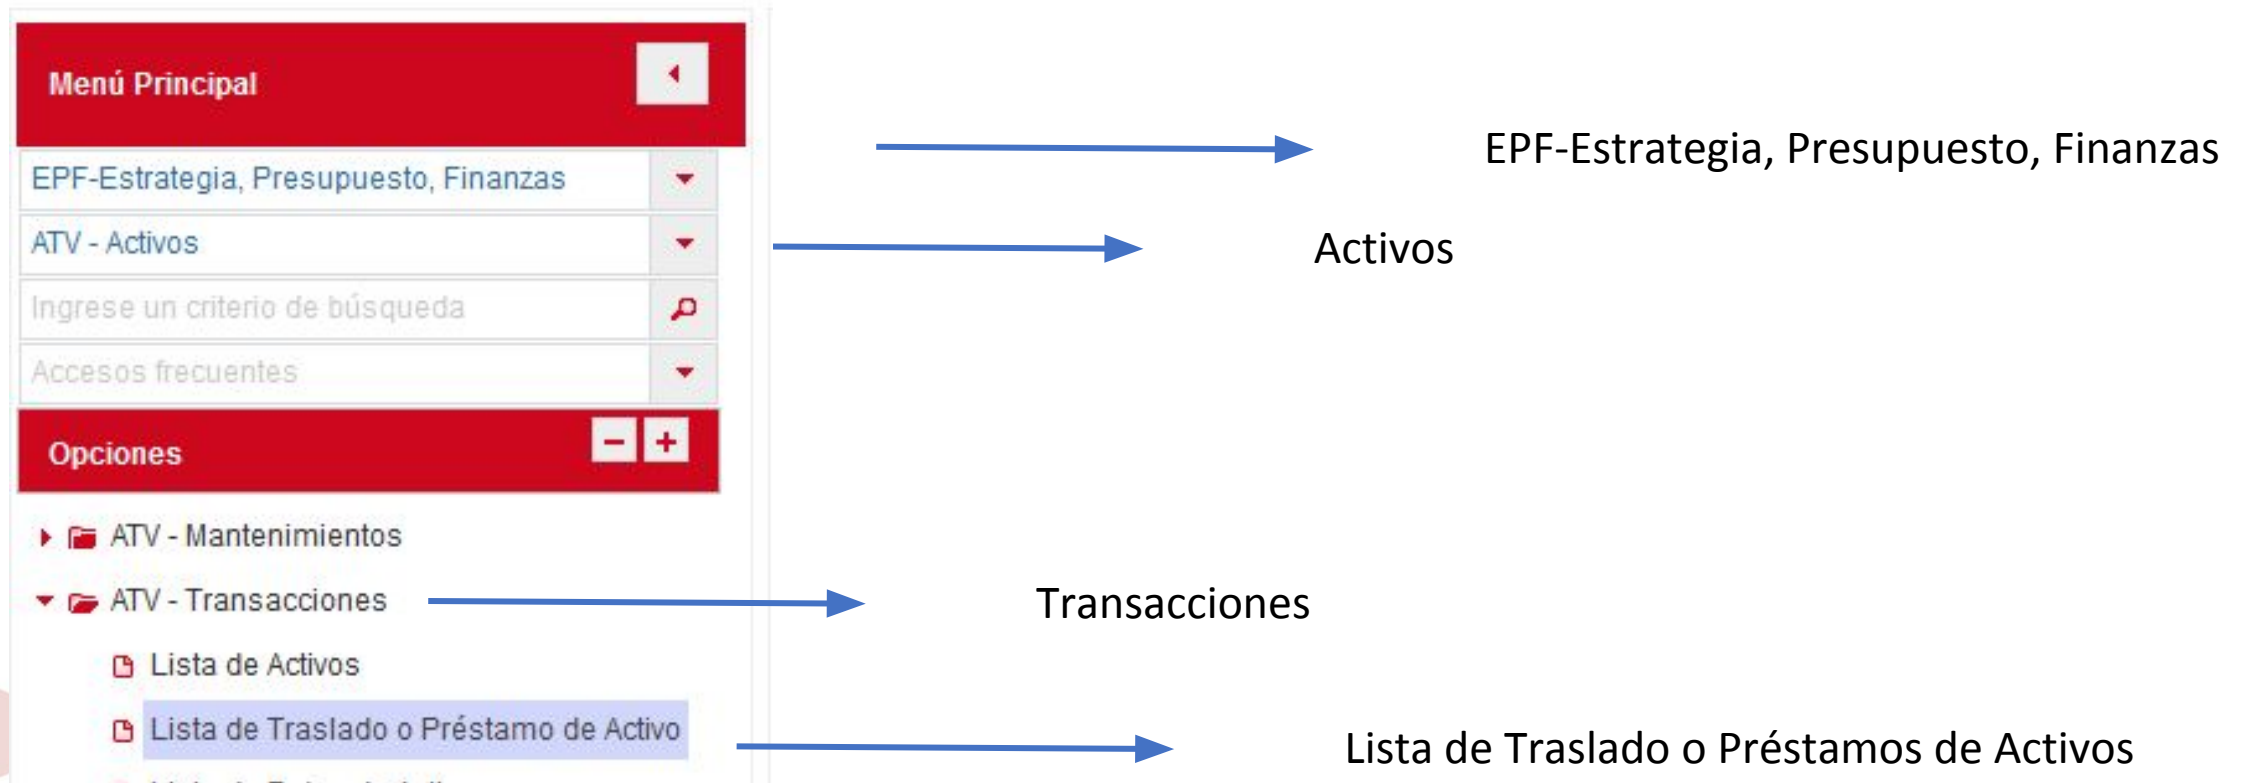 Menú Principal
EPF-Estrategia, Presupuesto, Finanzas
EPF-Estrategia, Presupuesto, Finanzas
ATV - Activos
Activos
Ingrese un criterio de búsqueda
Accesos frecuentes
Opciones
ATV - Mantenimientos
ATV - Transacciones
Transacciones
Lista de Activos
Lista de Traslado o Préstamo de Activo
Lista de Traslado o Préstamos de Activos